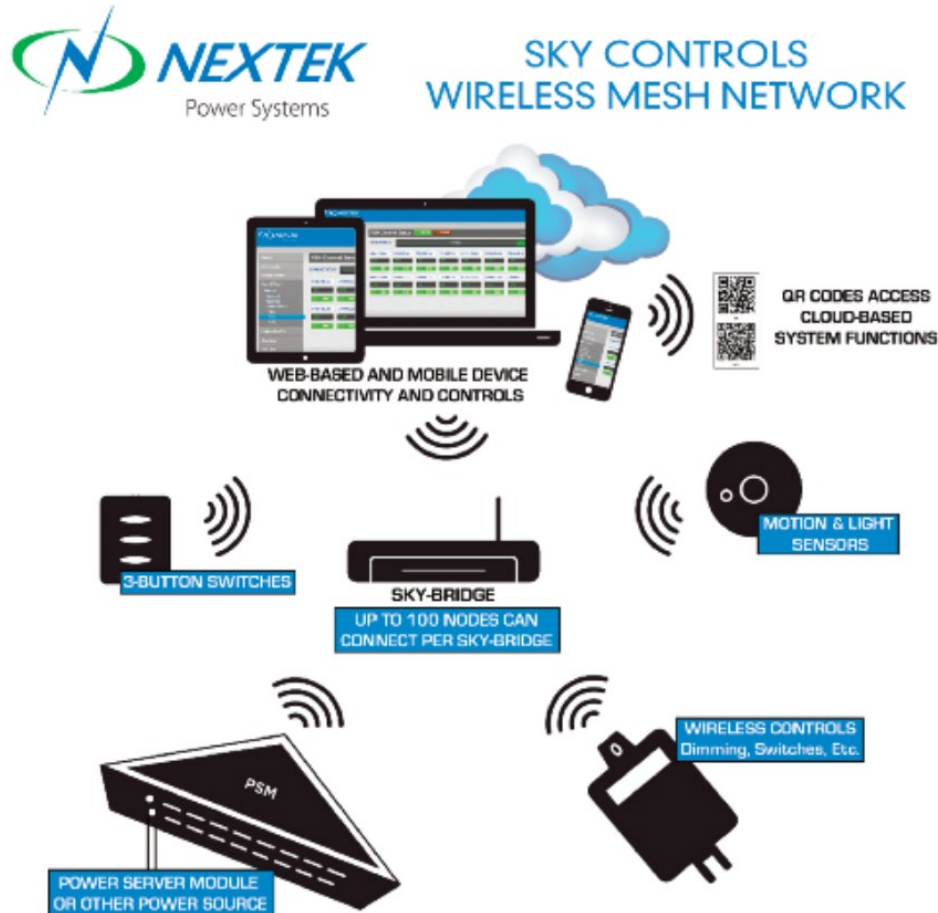 NEXTEK
Power Systems
SKY CONTROLS
WIRELESS MESH NETWORK
QR CODES ACCESS
CLOUD-BASED
SYSTEM FUNCTIONS
WEB-BASED AND MOBILE DEVICE
CONNECTIVITY AND CONTROLS
MOTION & LIGHT
SENSORS
3-BUTTON SWITCHES
SKY-BRIDGE
UP TO 100 NODES CAN
CONNECT PER SKY-BRIDGE
WIRELESS CONTROLS
Dimming, Switches, Etc.
PSM
POWER SERVER MODULE
OR OTHER POWER SOURCE